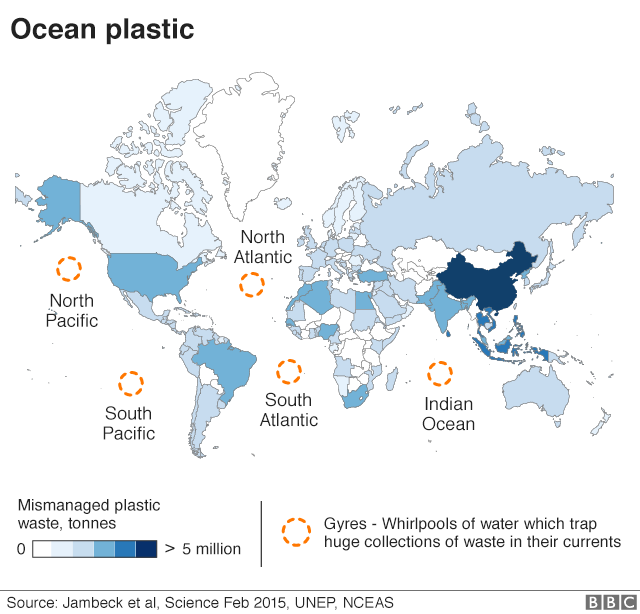 Ocean plastic
North
Atlantic
North
Pacific
South
Pacific
South
Atlantic
Indian
Ocean
Mismanaged plastic
waste, tonnes
0 > 5 million
Gyres - Whirlpools of water which trap
huge collections of waste in their currents
Source: Jambeck et al, Science Feb 2015, UNEP, NCEAS
BBC